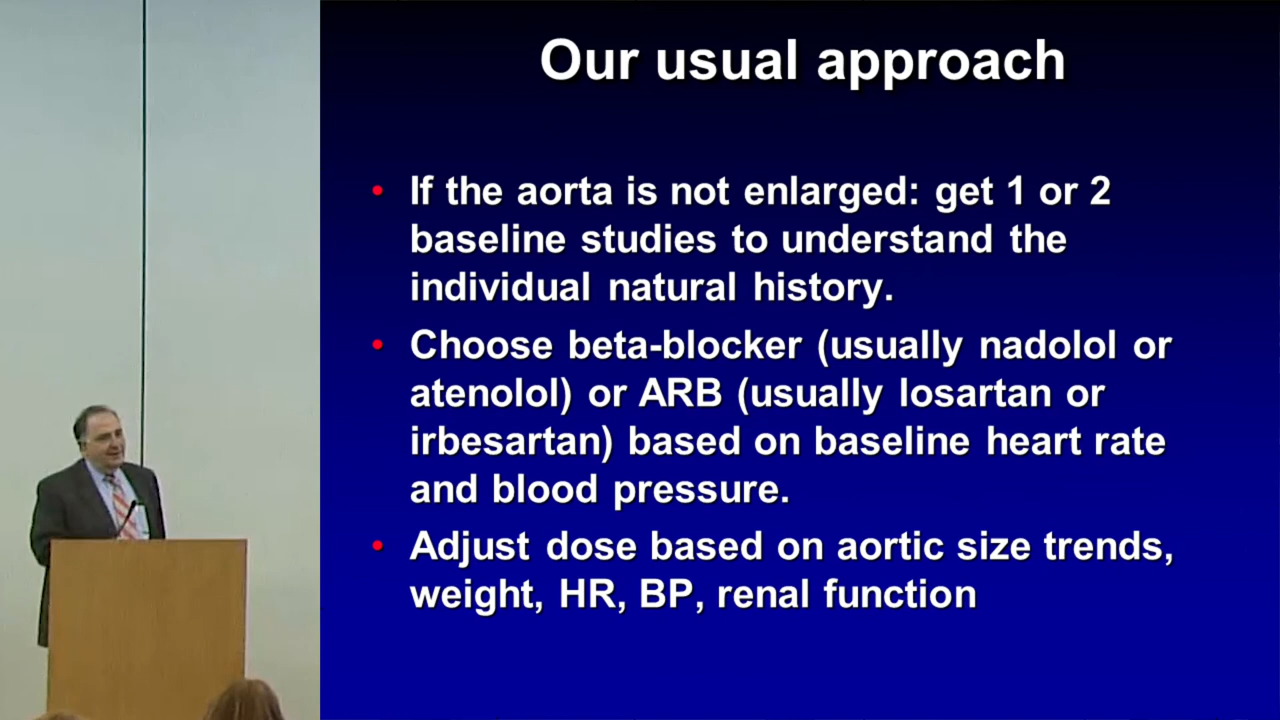 Our usual approach
• If the aorta is not enlarged: get 1 or 2
baseline studies to understand the
individual natural history.
• Choose beta-blocker (usually nadolol or
atenolol) or ARB (usually losartan or
irbesartan) based on baseline heart rate
and blood pressure.
• Adjust dose based on aortic size trends,
weight, HR, BP, renal function